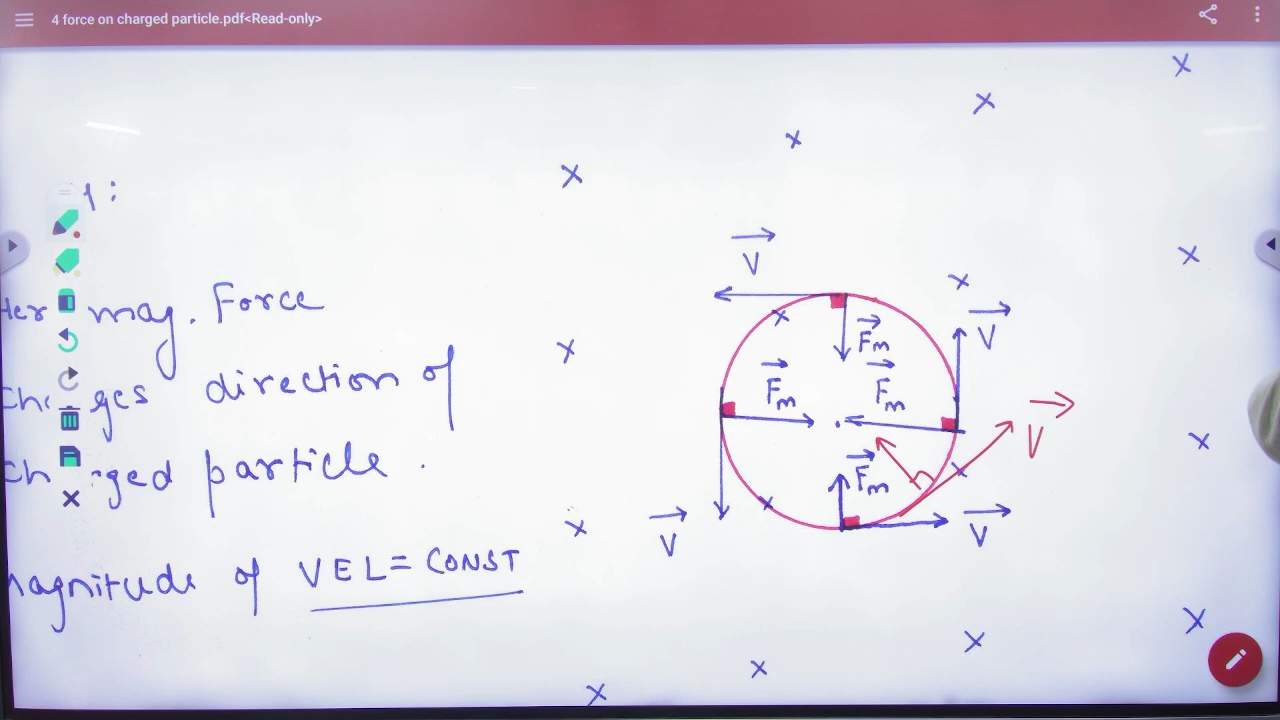 4 force on charged particle.pdf<Read-only>
mag. Force
direction of
particle.
magnitude of VEL = CONST
V
V
Fm
Fm
Fm
V
Fm
V
V